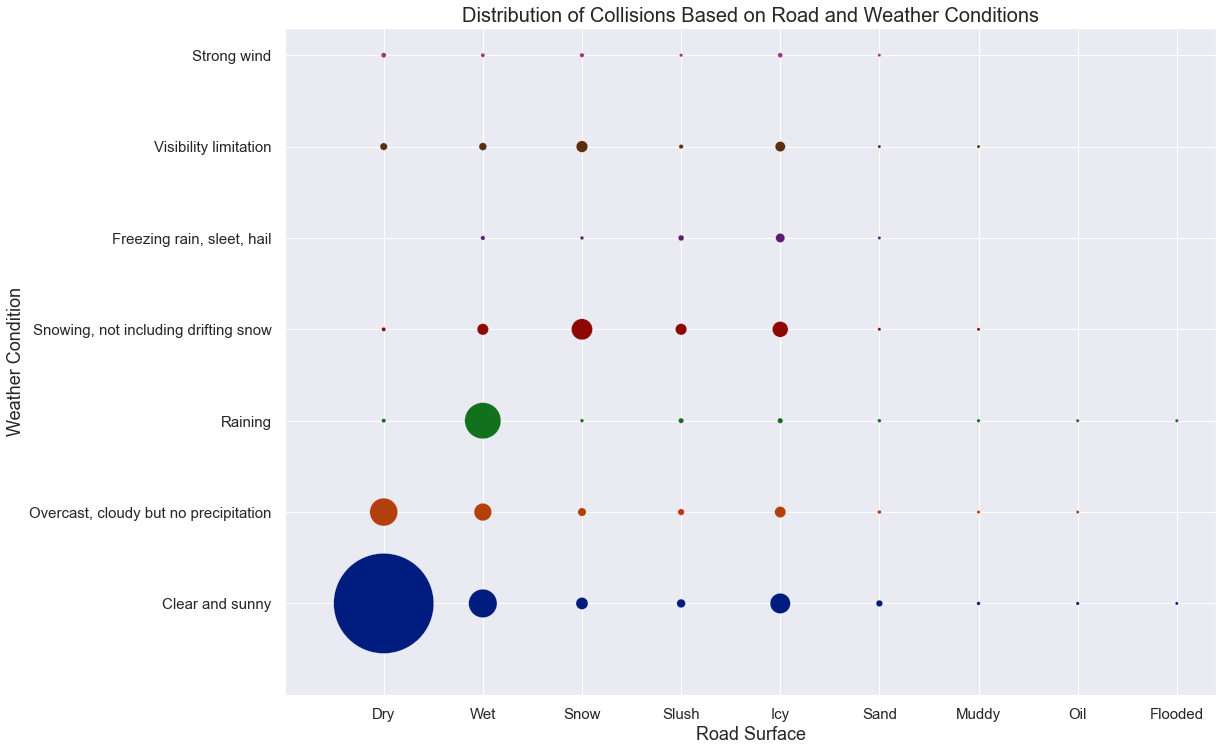 Distribution of Collisions Based on Road and Weather Conditions
Weather Condition
Strong wind
Visibility limitation
Freezing rain, sleet, hail
Snowing, not including drifting snow
Raining
Overcast, cloudy but no precipitation
Clear and sunny
Dry Wet Snow Slush Icy Sand Muddy Oil Flooded
Road Surface